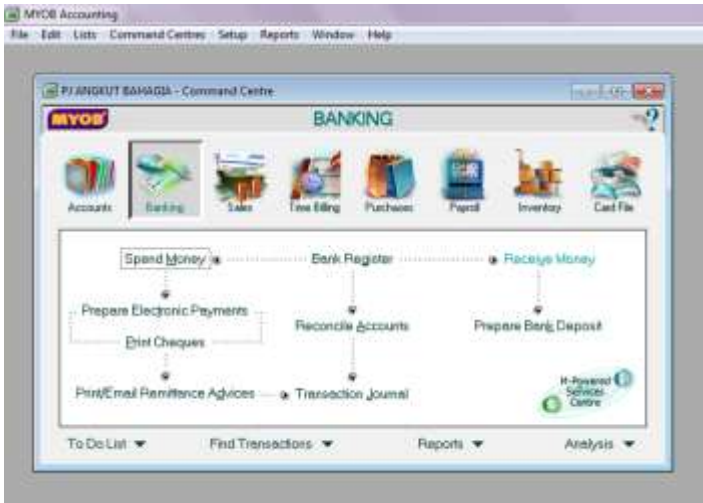 MYOB Accounting
File Edit Lists Command Centres Setup Reports Window Help
PJ ANGKUT BAHAGIA - Command Centre
MYOB BANKING
Accounts Banking Sales Time Billing Purchases Payroll Inventory Card File
Spend Money Bank Register Receive Money
Prepare Electronic Payments
Reconcile Accounts Prepare Bank Deposit
Print Cheques
M-Powered
Services
Centre
Print/Email Remittance Advices Transaction Journal
To Do List Find Transactions Reports Analysis